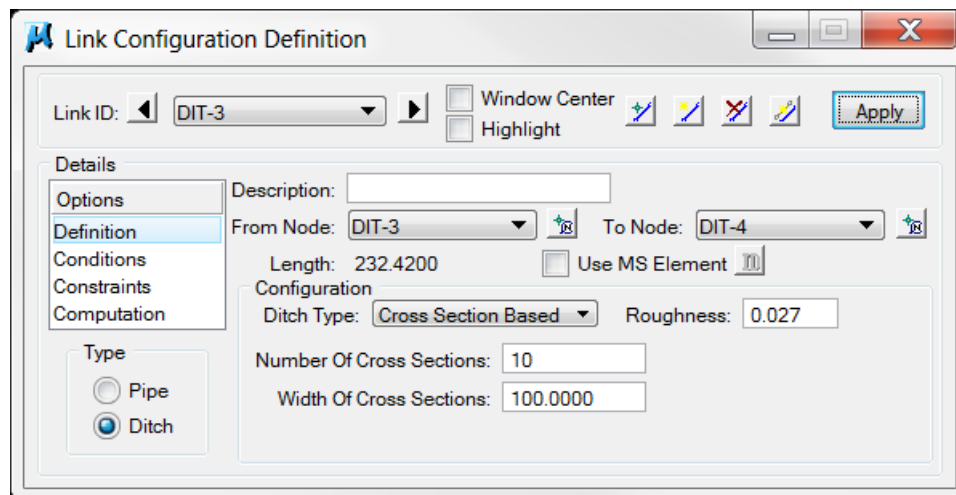 Link Configuration Definition
Link ID: DIT-3 Window Center Apply
Highlight
Details
Options
Definition
Conditions
Constraints
Computation
Description:
From Node: DIT-3 To Node: DIT-4
Length: 232.4200 Use MS Element
Configuration
Ditch Type: Cross Section Based Roughness: 0.027
Number Of Cross Sections: 10
Width Of Cross Sections: 100.0000
Type
Pipe
Ditch